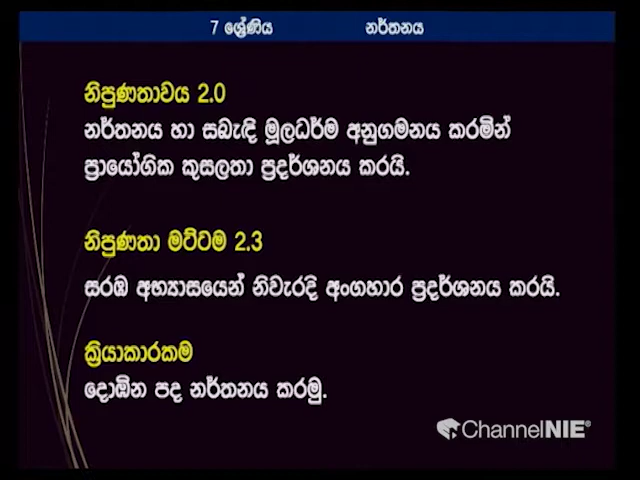 7 ශ්‍රේණිය නර්තනය
නිපුණතාවය 2.0
නර්තනය හා සබැඳි මූලධර්ම අනුගමනය කරමින්
ප්‍රායෝගික කුසලතා ප්‍රදර්ශනය කරයි.
නිපුණතා මට්ටම 2.3
සරඹ අභ්‍යාසයෙන් නිවැරදි අංගහාර ප්‍රදර්ශනය කරයි.
ක්‍රියාකාරකම
දොඹින පද නර්තනය කරමු.
ChannelNIE®